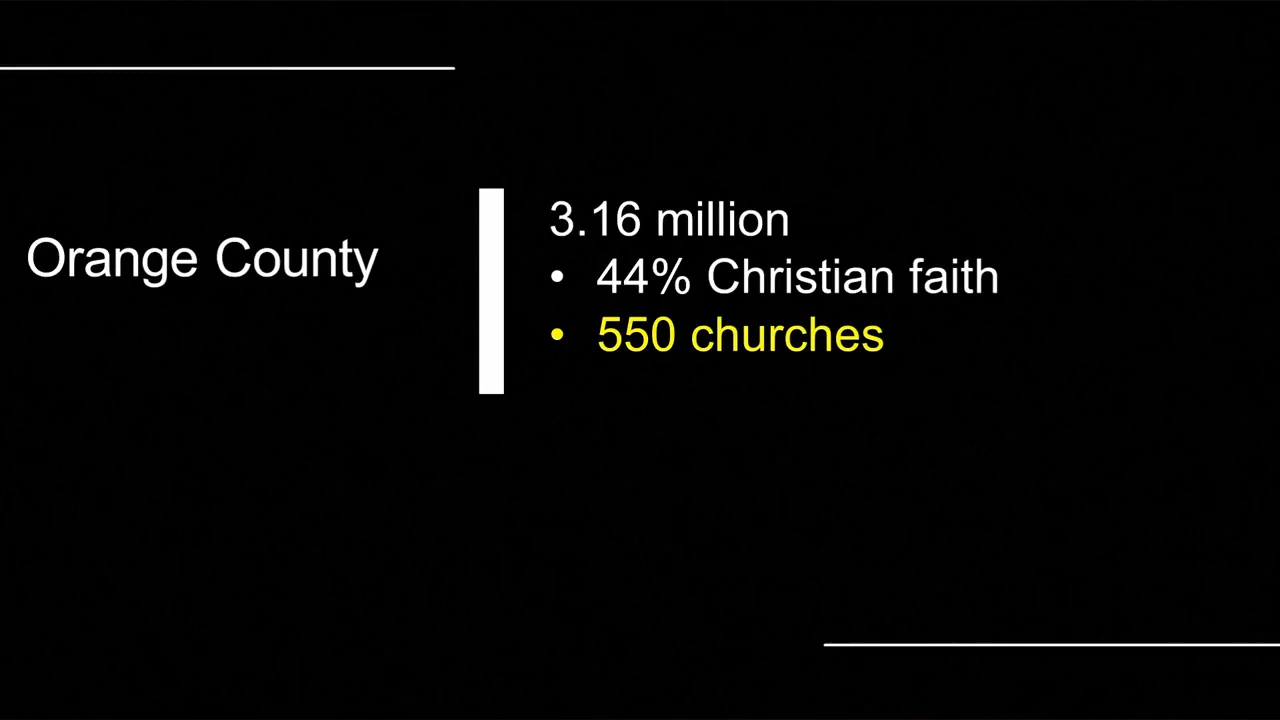 Orange County
3.16 million
• 44% Christian faith
• 550 churches